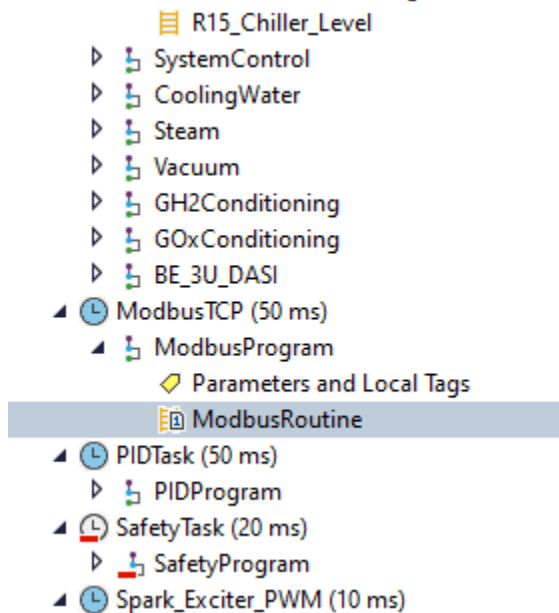 R15_Chiller_Level
SystemControl
CoolingWater
Steam
Vacuum
GH2Conditioning
GOxConditioning
BE_3U_DASI
ModbusTCP (50 ms)
ModbusProgram
Parameters and Local Tags
ModbusRoutine
PIDTask (50 ms)
PIDProgram
SafetyTask (20 ms)
SafetyProgram
Spark_Exciter_PWM (10 ms)